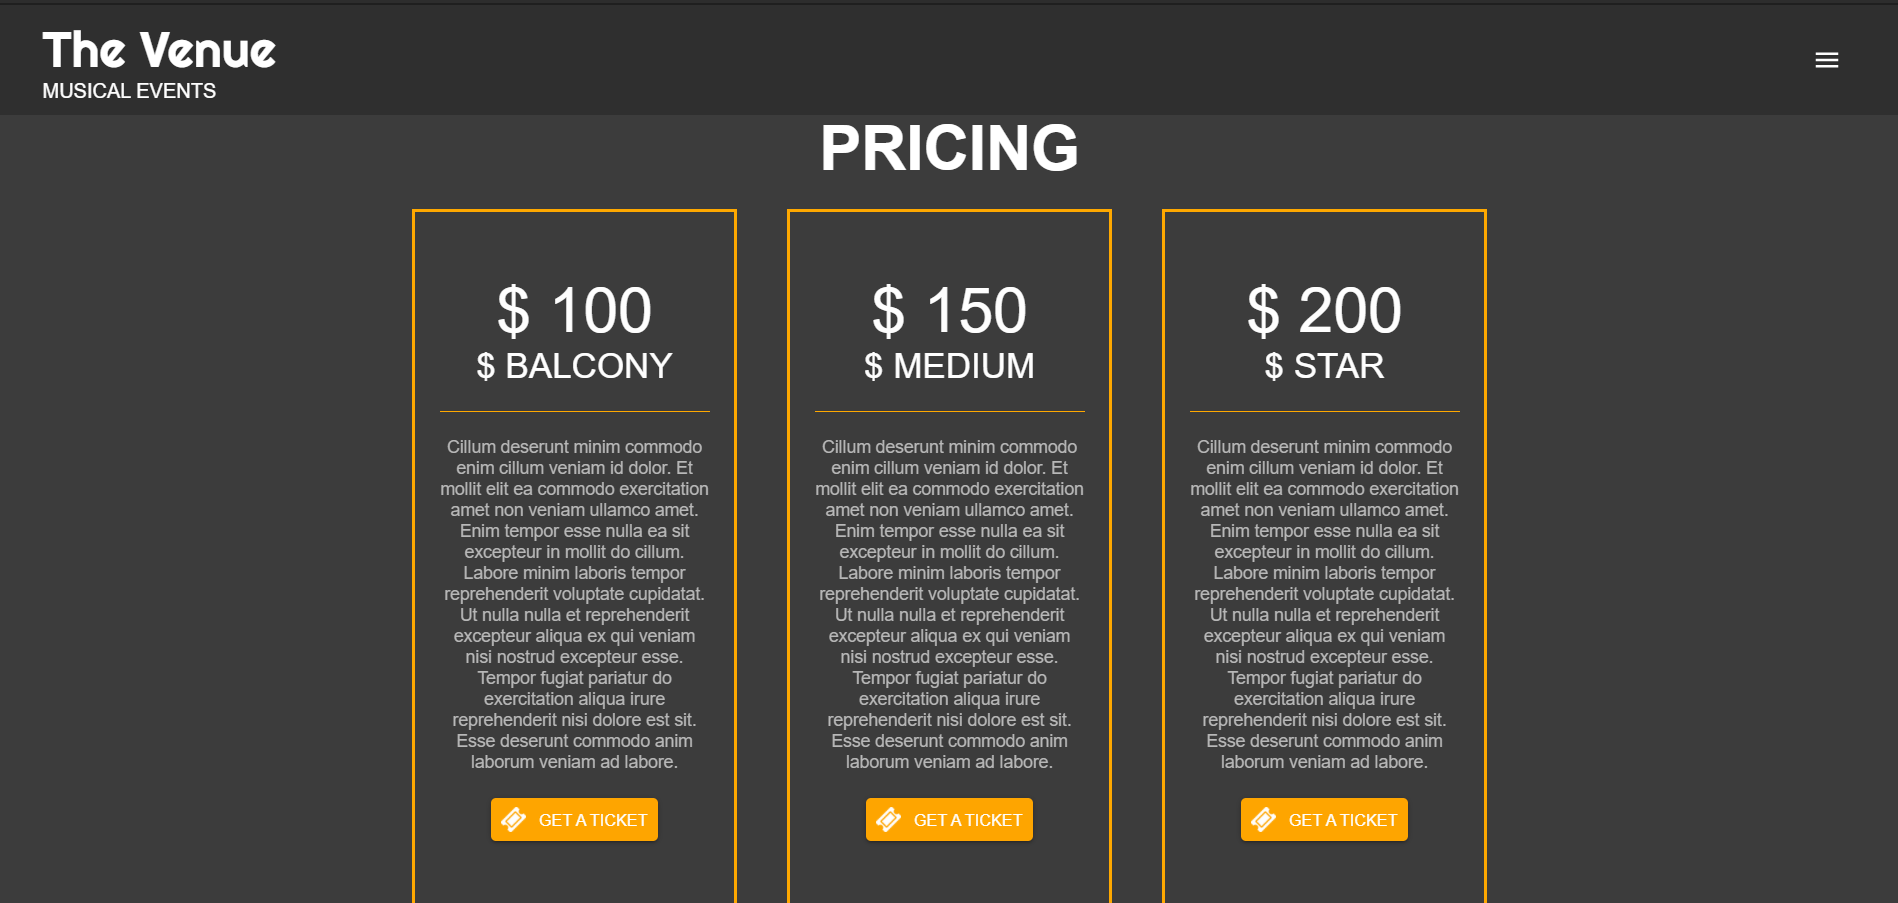 The Venue
MUSICAL EVENTS
PRICING
$ 100
$ BALCONY
Cillum deserunt minim commodo
enim cillum veniam id dolor. Et
mollit elit ea commodo exercitation
amet non veniam ullamco amet.
Enim tempor esse nulla ea sit
excepteur in mollit do cillum.
Labore minim laboris tempor
reprehenderit voluptate cupidatat.
Ut nulla nulla et reprehenderit
excepteur aliqua ex qui veniam
nisi nostrud excepteur esse.
Tempor fugiat pariatur do
exercitation aliqua irure
reprehenderit nisi dolore est sit.
Esse deserunt commodo anim
laborum veniam ad labore.
GET A TICKET
$ 150
$ MEDIUM
Cillum deserunt minim commodo
enim cillum veniam id dolor. Et
mollit elit ea commodo exercitation
amet non veniam ullamco amet.
Enim tempor esse nulla ea sit
excepteur in mollit do cillum.
Labore minim laboris tempor
reprehenderit voluptate cupidatat.
Ut nulla nulla et reprehenderit
excepteur aliqua ex qui veniam
nisi nostrud excepteur esse.
Tempor fugiat pariatur do
exercitation aliqua irure
reprehenderit nisi dolore est sit.
Esse deserunt commodo anim
laborum veniam ad labore.
GET A TICKET
$ 200
$ STAR
Cillum deserunt minim commodo
enim cillum veniam id dolor. Et
mollit elit ea commodo exercitation
amet non veniam ullamco amet.
Enim tempor esse nulla ea sit
excepteur in mollit do cillum.
Labore minim laboris tempor
reprehenderit voluptate cupidatat.
Ut nulla nulla et reprehenderit
excepteur aliqua ex qui veniam
nisi nostrud excepteur esse.
Tempor fugiat pariatur do
exercitation aliqua irure
reprehenderit nisi dolore est sit.
Esse deserunt commodo anim
laborum veniam ad labore.
GET A TICKET